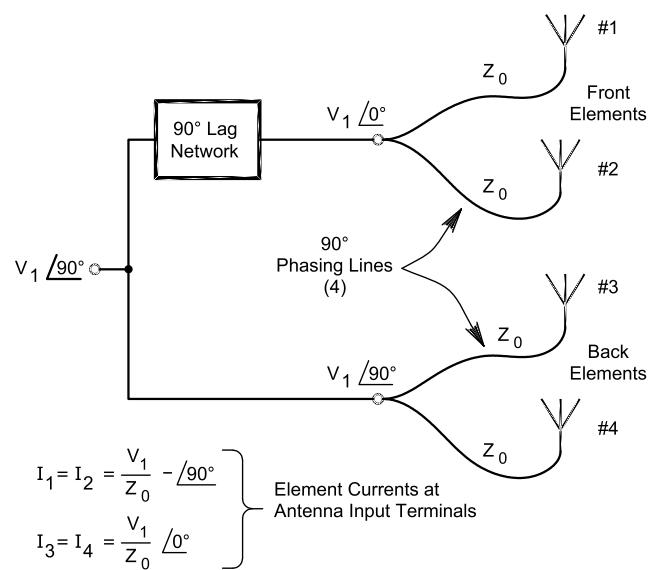 #1
Z0
Front
Elements
V1 ∠0°
90° Lag
Network
#2
Z0
90°
Phasing Lines
(4)
V1 ∠90°
#3
Z0
Back
Elements
V1 ∠90°
#4
Z0
I1 = I2 = V1/Z0 -∠90°
I3 = I4 = V1/Z0 ∠0°
Element Currents at
Antenna Input Terminals